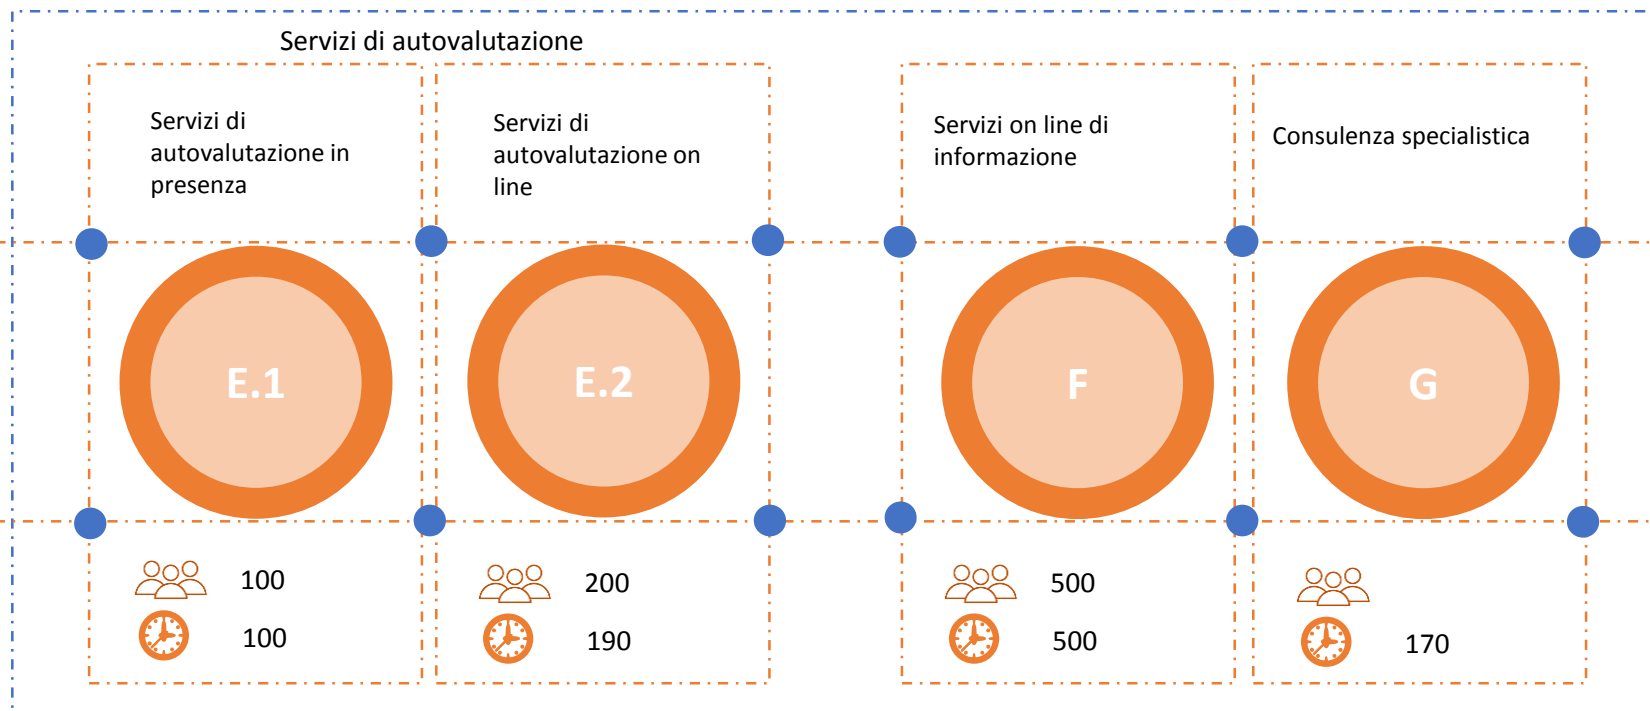 Servizi di autovalutazione
Servizi di
autovalutazione in
presenza
Servizi di
autovalutazione on
line
Servizi on line di
informazione
Consulenza specialistica
E.1
E.2
F
G
100
200
500
100
190
500
170